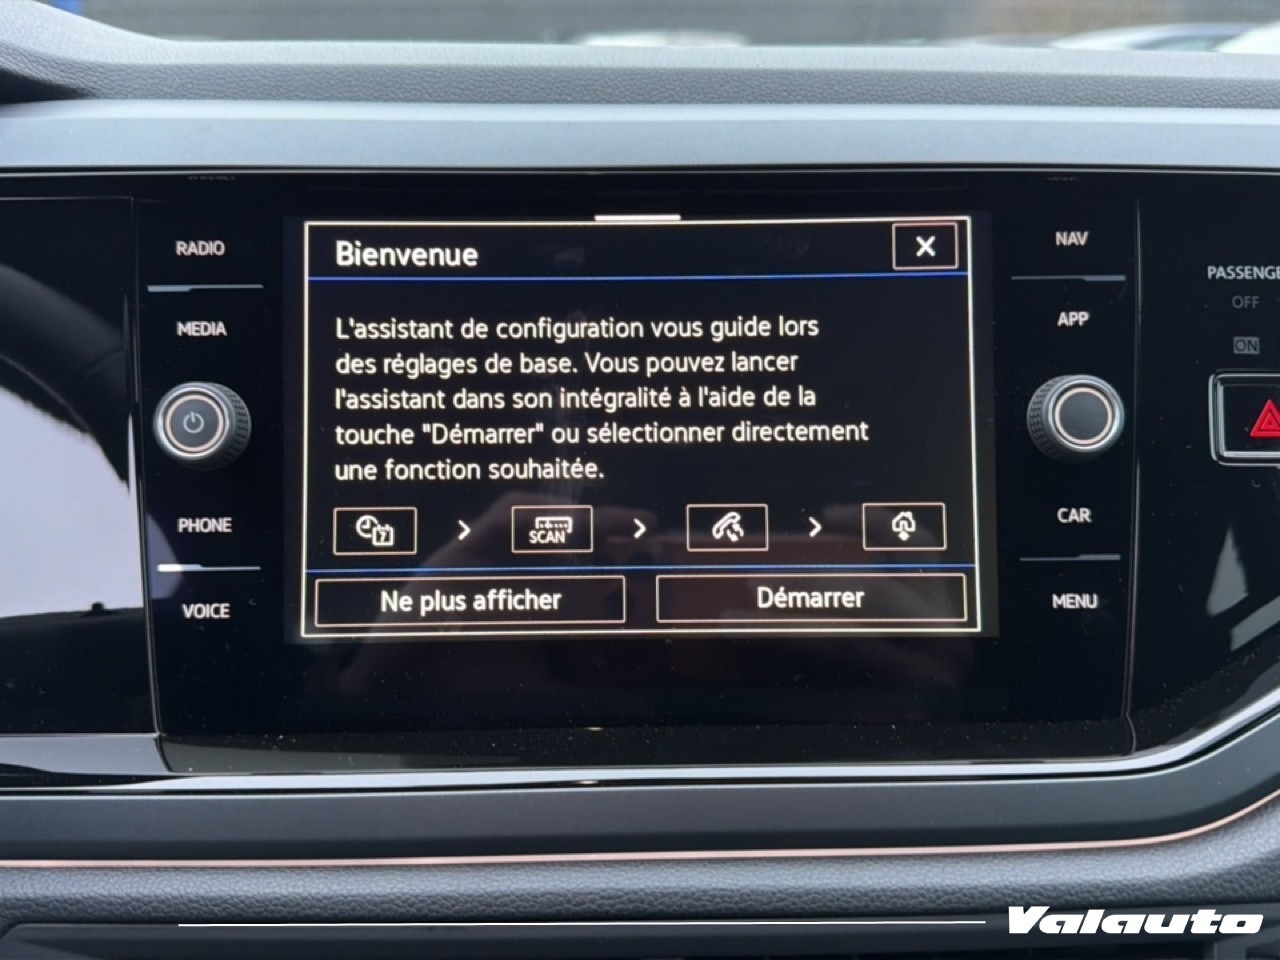 RADIO
MEDIA
PHONE
VOICE
Bienvenue
L'assistant de configuration vous guide lors
des réglages de base. Vous pouvez lancer
l'assistant dans son intégralité à l'aide de la
touche "Démarrer" ou sélectionner directement
une fonction souhaitée.
7
SCAN
Ne plus afficher
Démarrer
NAV
APP
CAR
MENU
PASSENGE
OFF
ON
Valauto